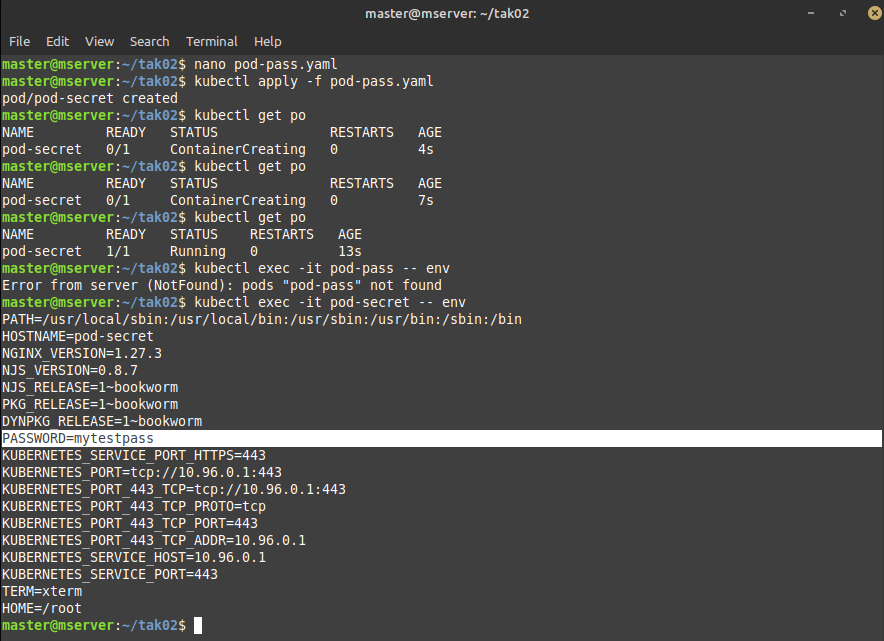 master@mserver: ~/tak02
File Edit View Search Terminal Help
master@mserver:~/tak02$ nano pod-pass.yaml
master@mserver:~/tak02$ kubectl apply -f pod-pass.yaml
pod/pod-secret created
master@mserver:~/tak02$ kubectl get po
NAME         READY   STATUS              RESTARTS   AGE
pod-secret   0/1     ContainerCreating   0          4s
master@mserver:~/tak02$ kubectl get po
NAME         READY   STATUS              RESTARTS   AGE
pod-secret   0/1     ContainerCreating   0          7s
master@mserver:~/tak02$ kubectl get po
NAME         READY   STATUS    RESTARTS   AGE
pod-secret   1/1     Running   0          13s
master@mserver:~/tak02$ kubectl exec -it pod-pass -- env
Error from server (NotFound): pods "pod-pass" not found
master@mserver:~/tak02$ kubectl exec -it pod-secret -- env
PATH=/usr/local/sbin:/usr/local/bin:/usr/sbin:/usr/bin:/sbin:/bin
HOSTNAME=pod-secret
NGINX_VERSION=1.27.3
NJS_VERSION=0.8.7
NJS_RELEASE=1~bookworm
PKG_RELEASE=1~bookworm
DYNPKG_RELEASE=1~bookworm
PASSWORD=mytestpass
KUBERNETES_SERVICE_PORT_HTTPS=443
KUBERNETES_PORT=tcp://10.96.0.1:443
KUBERNETES_PORT_443_TCP=tcp://10.96.0.1:443
KUBERNETES_PORT_443_TCP_PROTO=tcp
KUBERNETES_PORT_443_TCP_PORT=443
KUBERNETES_PORT_443_TCP_ADDR=10.96.0.1
KUBERNETES_SERVICE_HOST=10.96.0.1
KUBERNETES_SERVICE_PORT=443
TERM=xterm
HOME=/root
master@mserver:~/tak02$